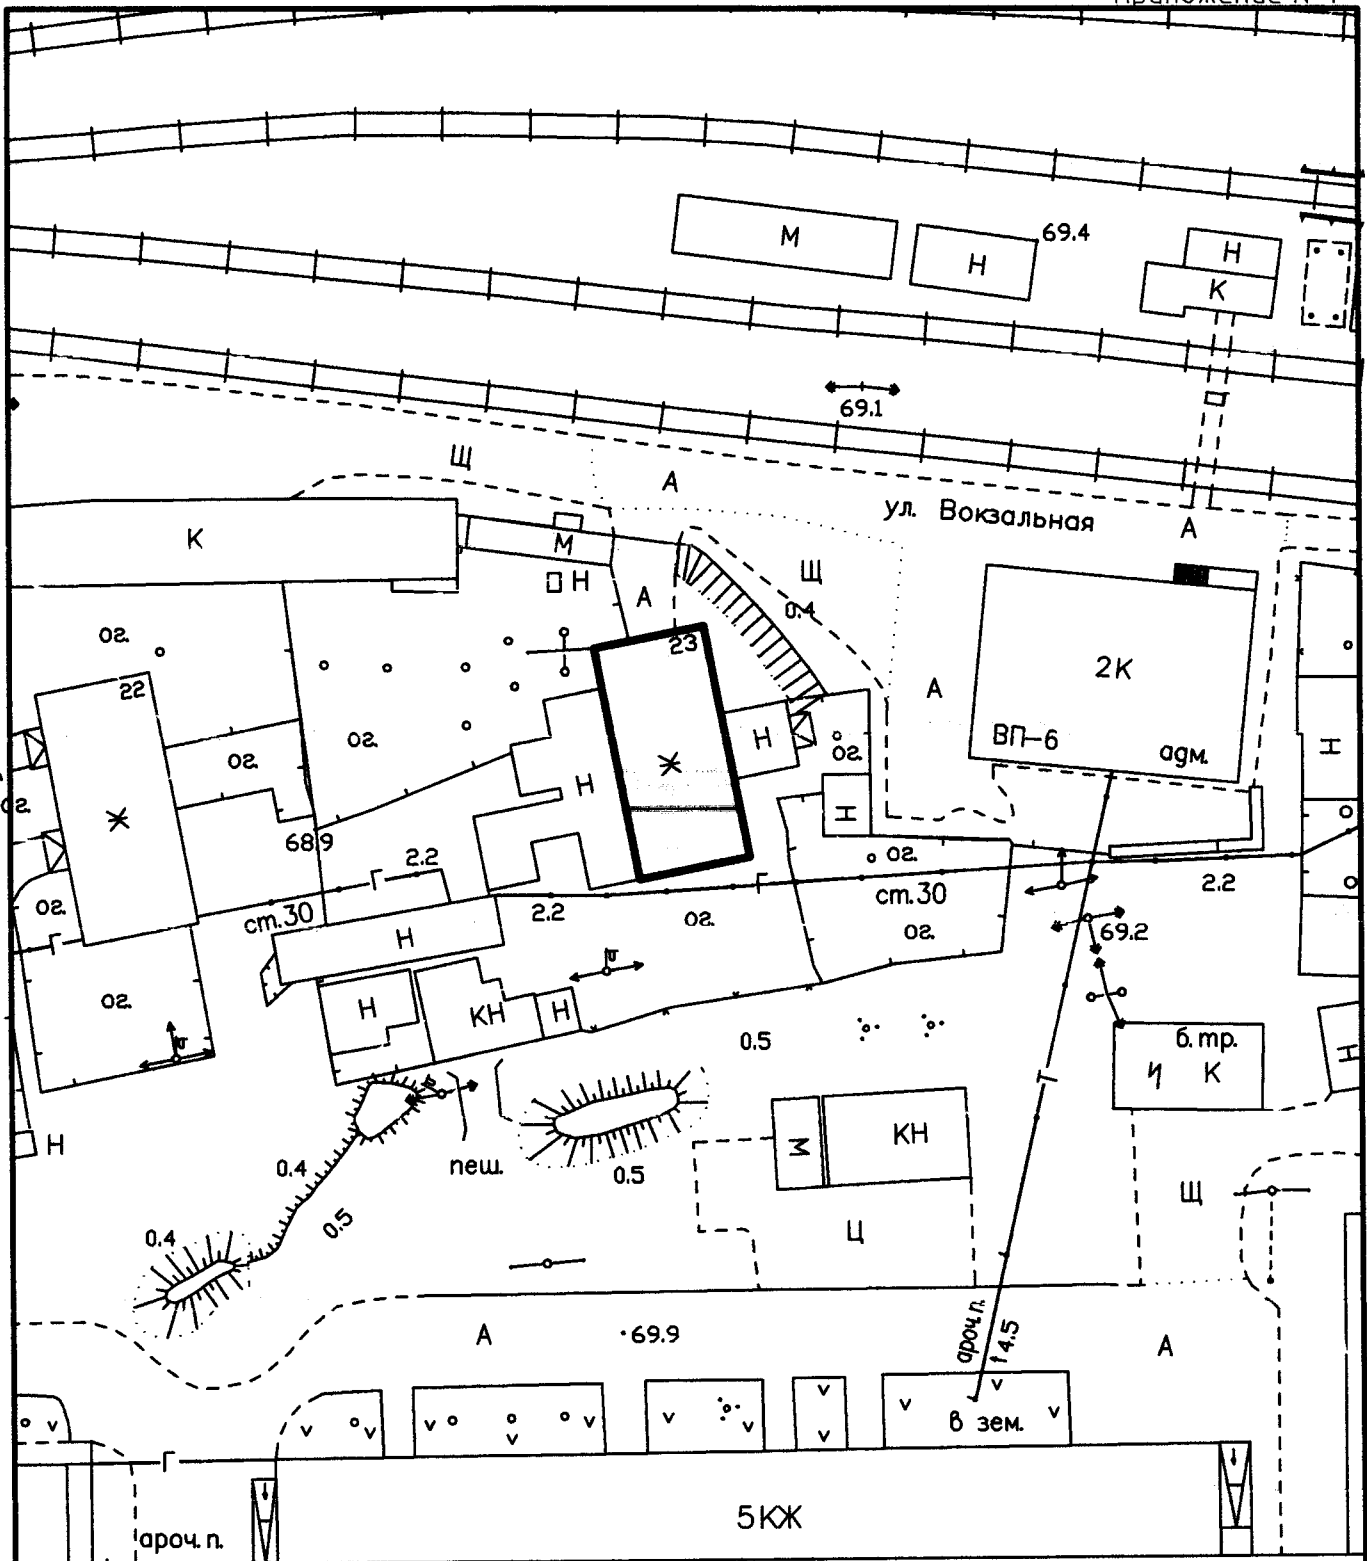 М
69.4
Н
Н
К
69.1
Щ
А
ул. Вокзальная
А
К
М
Н
Щ
А
0.4
ог.
23
22
2К
А
ог.
ог.
Н
Н
ог.
ВП-6
адм.
Н
Ж
ог.
Ж
Н
68.9
2.2
Г
ог.
Г
2.2
ст.30
ог.
ст.30
Н
2.2
ог.
ог.
69.2
Г
ог.
Н
КН
Н
0.5
б. тр.
И К
Н
Т
Н
М
КН
пеш.
0.4
0.5
Щ
0.5
0.4
Ц
А
69.9
ароч.п.
4.5
А
в зем.
Г
5КЖ
ароч. п.